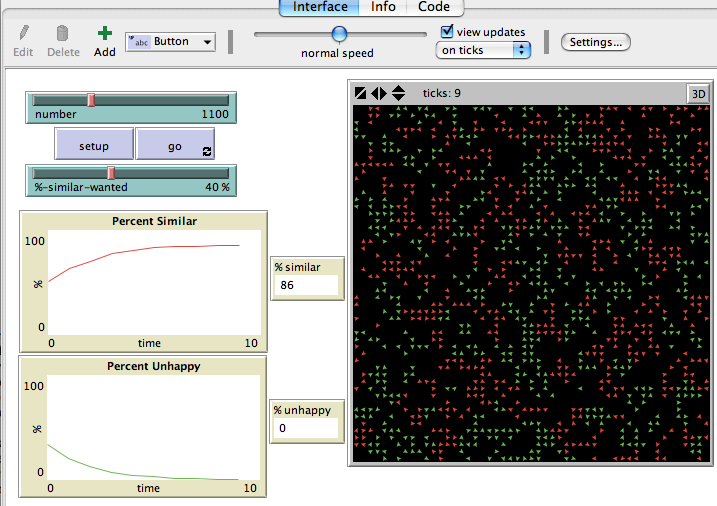 Interface Info Code
Edit Delete Add abc Button normal speed view updates on ticks Settings...
ticks: 9 3D
number 1100
setup go
%-similar-wanted 40 %
Percent Similar
100
%
0
0 time 10
% similar
86
Percent Unhappy
100
%
0
0 time 10
% unhappy
0